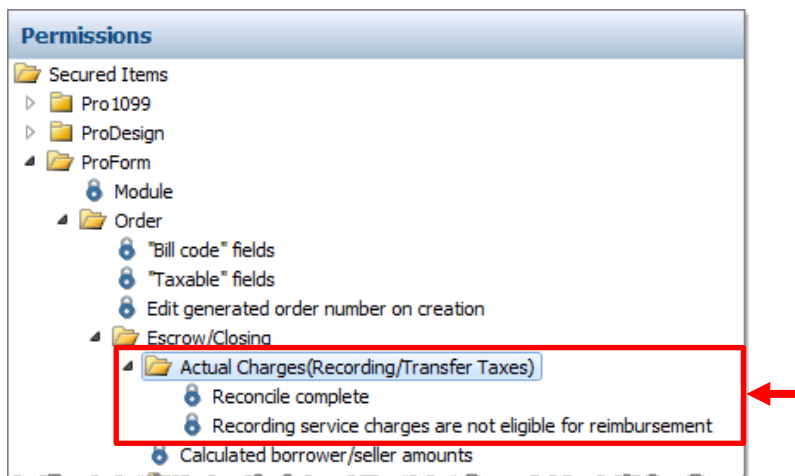 Permissions
Secured Items
Pro1099
ProDesign
ProForm
Module
Order
"Bill code" fields
"Taxable" fields
Edit generated order number on creation
Escrow/Closing
Actual Charges(Recording/Transfer Taxes)
Reconcile complete
Recording service charges are not eligible for reimbursement
Calculated borrower/seller amounts